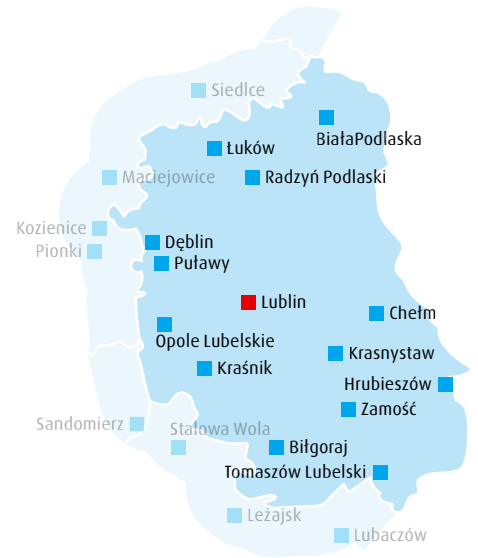 Siedlce
BiałaPodlaska
Łuków
Maciejowice
Radzyń Podlaski
Kozienice
Pionki
Dęblin
Puławy
Lublin
Chełm
Opole Lubelskie
Krasnystaw
Kraśnik
Hrubieszów
Zamość
Sandomierz
Stalowa Wola
Biłgoraj
Tomaszów Lubelski
Leżajsk
Lubaczów